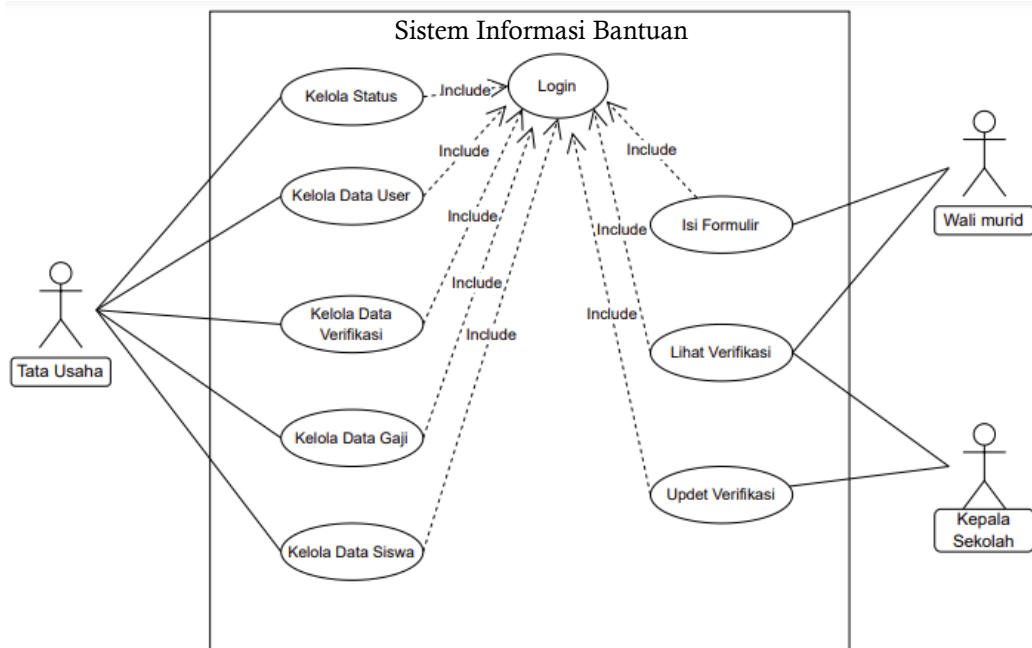 Sistem Informasi Bantuan
Kelola Status
Include
Login
Include
Include
Kelola Data User
Isi Formulir
Wali murid
Include
Include
Include
Include
Kelola Data
Verifikasi
Include
Lihat Verifikasi
Tata Usaha
Kelola Data Gaji
Updet Verifikasi
Kepala
Sekolah
Kelola Data Siswa